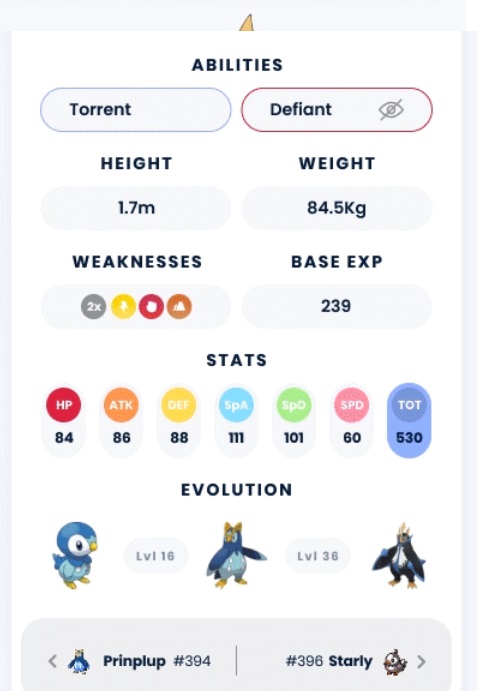 ABILITIES
Torrent Defiant
HEIGHT WEIGHT
1.7m 84.5Kg
WEAKNESSES BASE EXP
2x 239
STATS
HP ATK DEF SpA SpD SPD TOT
84 86 88 111 101 60 530
EVOLUTION
Lvl 16 Lvl 36
Prinplup #394 #396 Starly